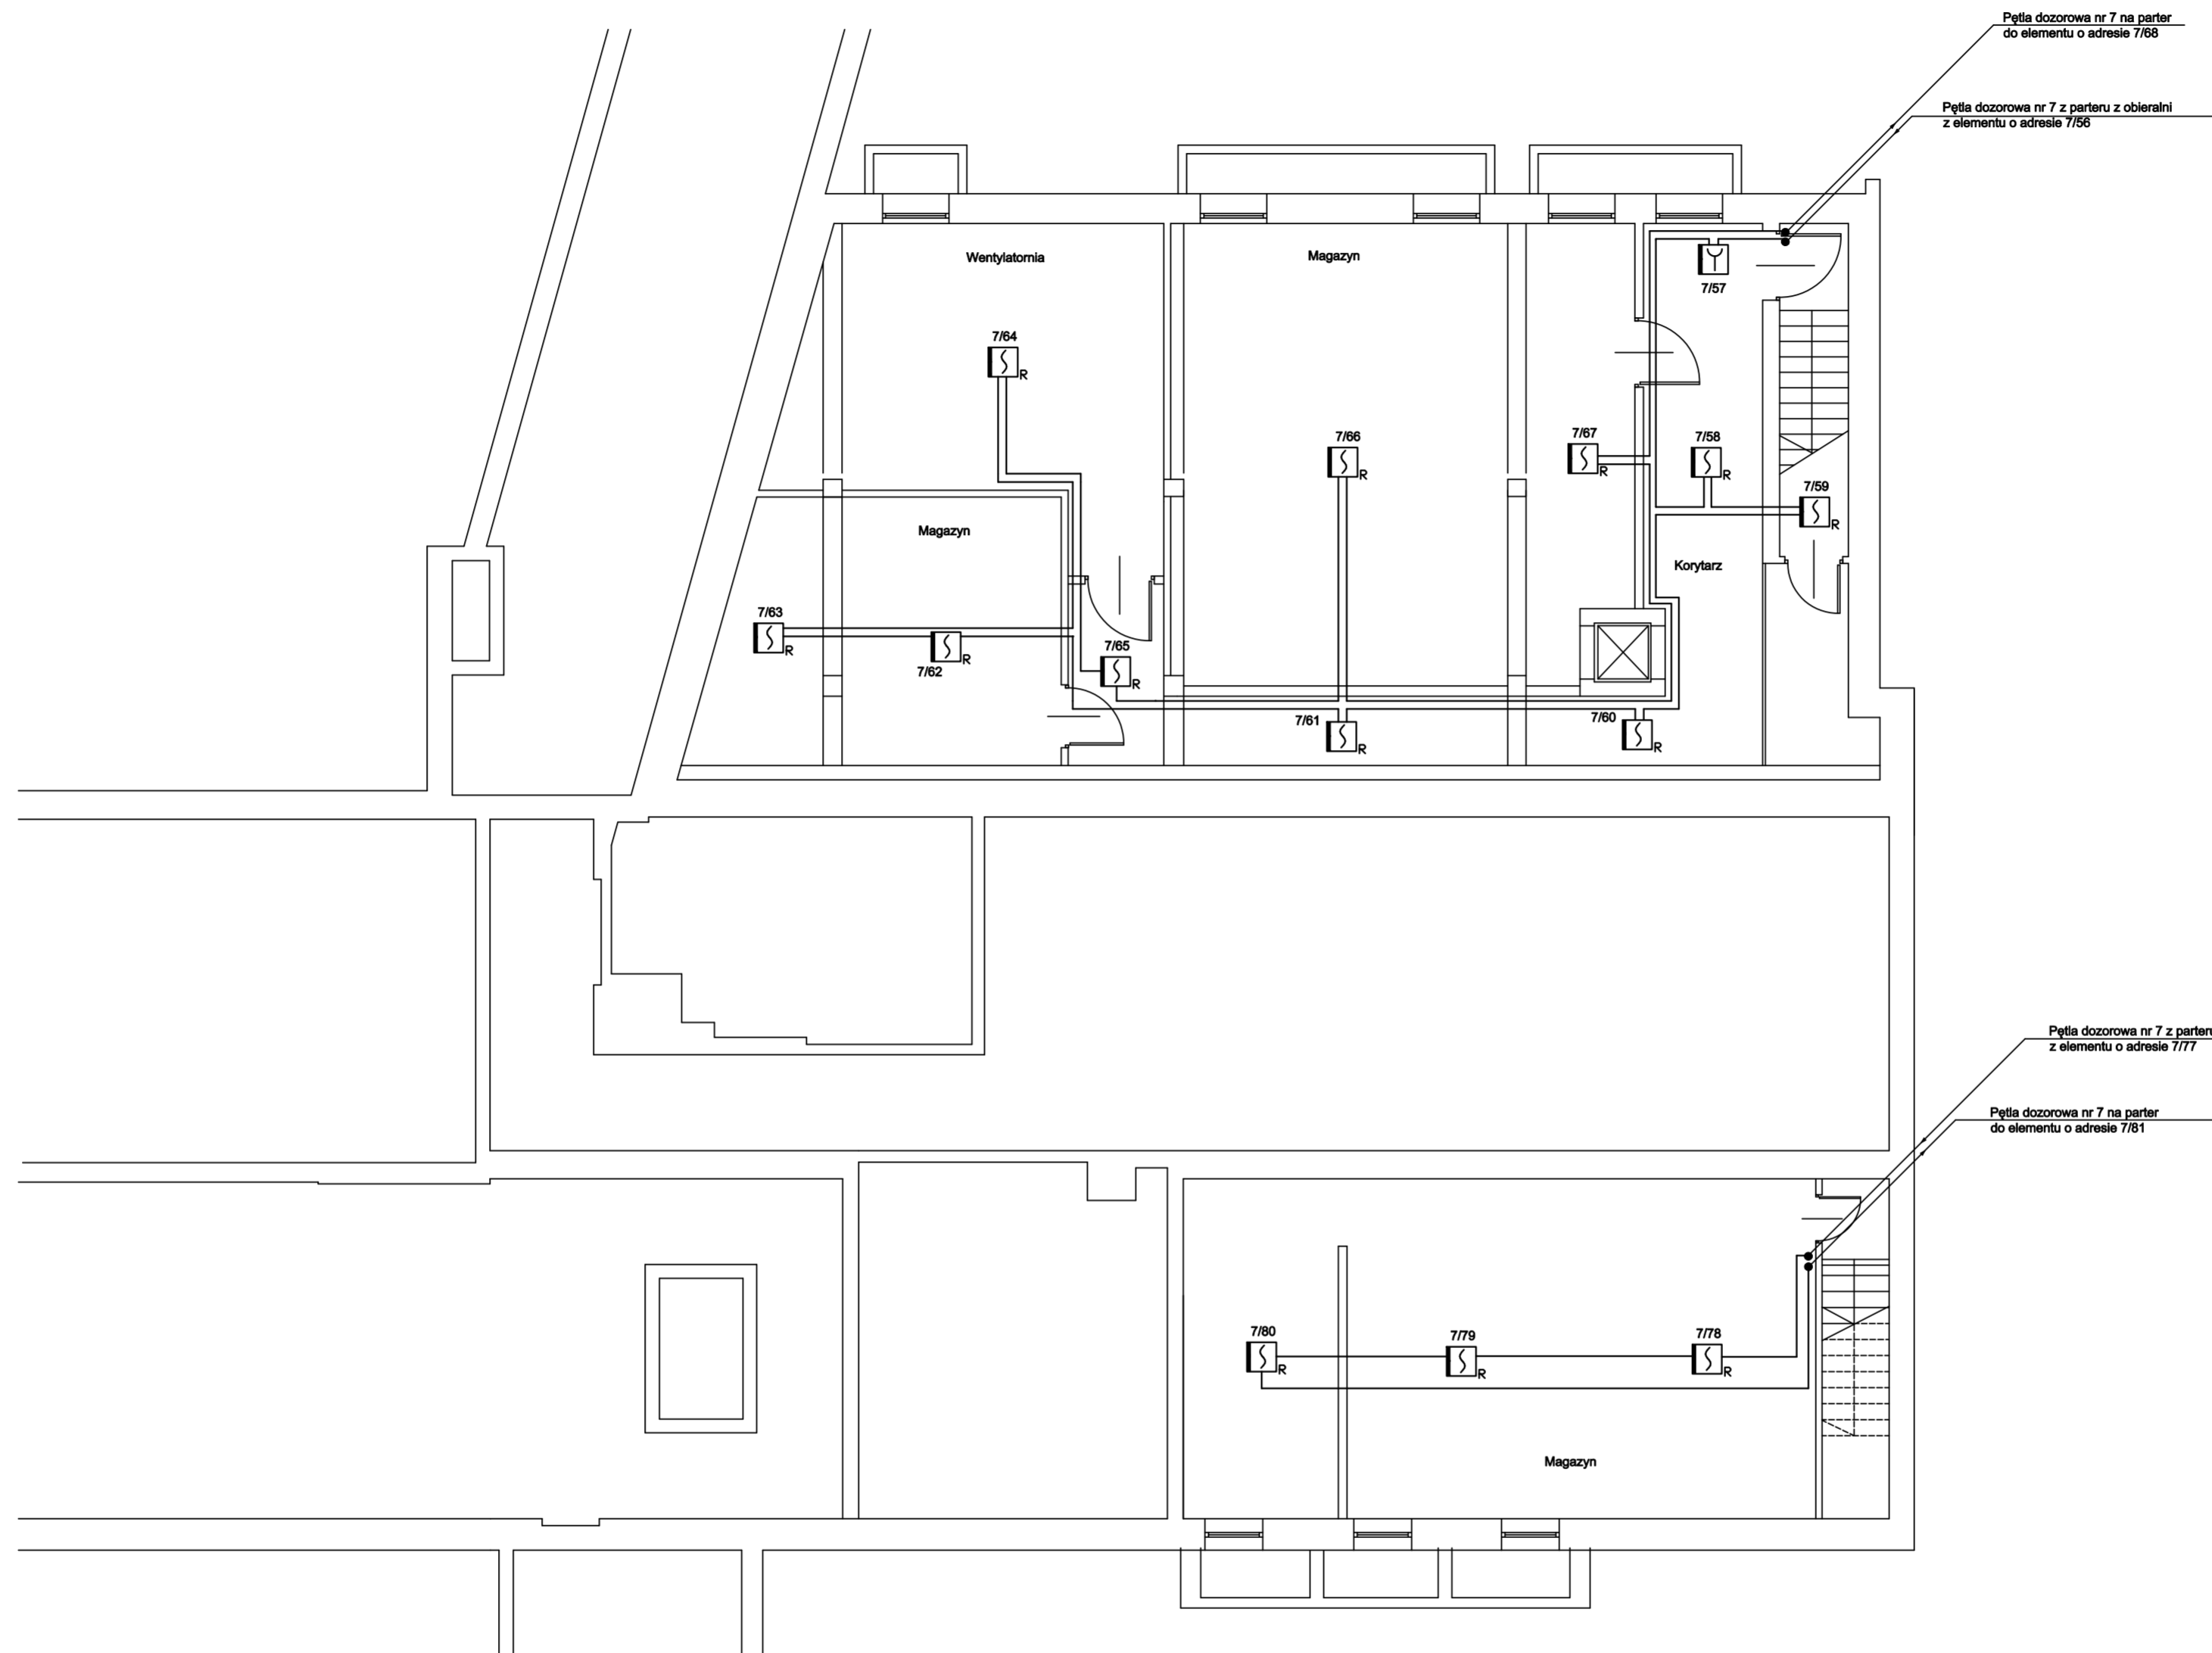 Pętla dozorowa nr 7 na parter
do elementu o adresie 7/68
Pętla dozorowa nr 7 z parteru z obieralni
z elementu o adresie 7/56
Wentylatornia
Magazyn
7/57
7/64
R
7/66
R
7/67
R
7/58
R
7/59
R
Magazyn
Korytarz
7/63
R
7/62
R
7/65
R
7/61
R
7/60
R
Pętla dozorowa nr 7 z parteru
z elementu o adresie 7/77
Pętla dozorowa nr 7 na parter
do elementu o adresie 7/81
7/80
R
7/79
R
7/78
R
Magazyn